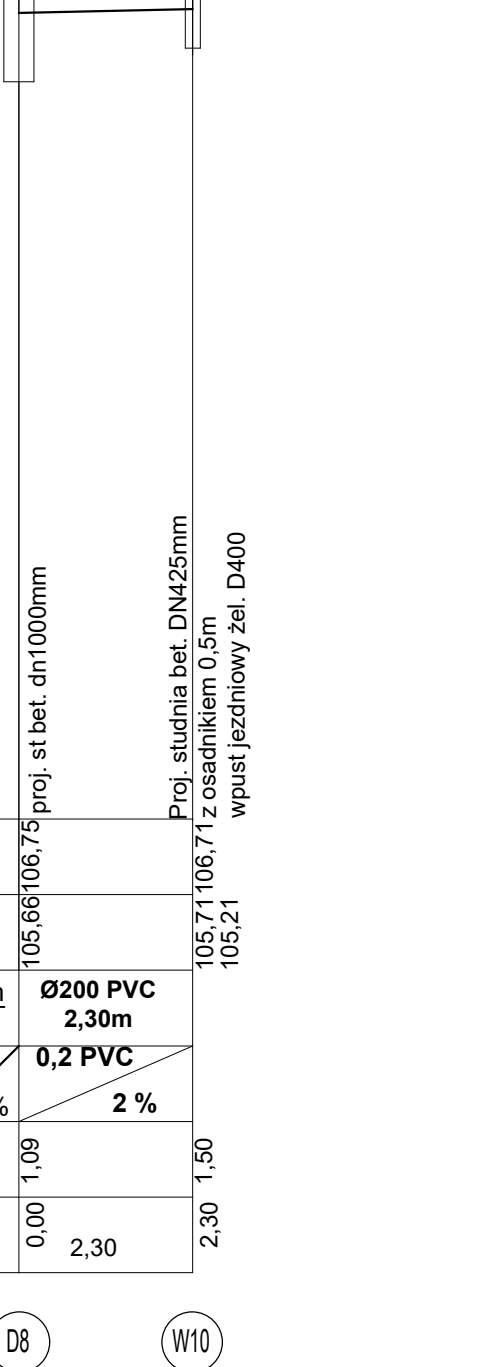 proj. st bet. dn1000mm
Proj. studnia bet. DN425mm
z osadnikiem 0,5m
wpust jezdniowy żel. D400
106,75
106,71
105,66
105,71
105,21
Ø200 PVC
2,30m
0,2 PVC
%
2 %
1,09
1,50
0,00
2,30
2,30
D8
W10